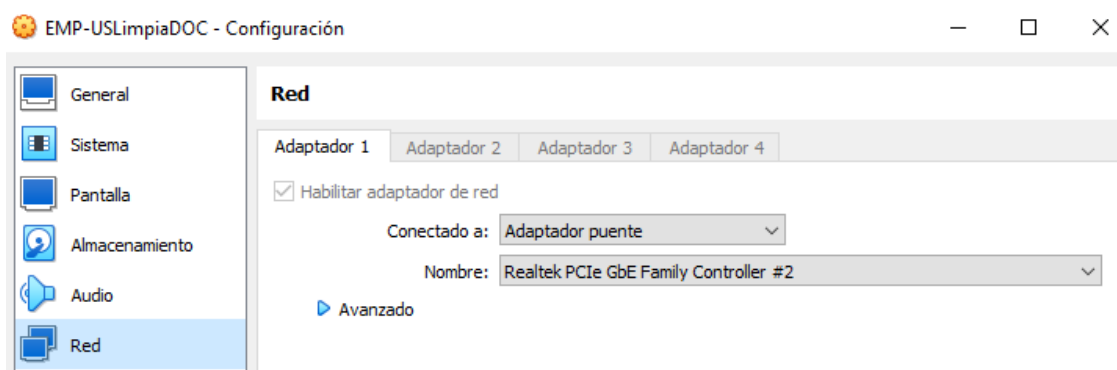 EMP-USLimpiaDOC - Configuración
General
Sistema
Pantalla
Almacenamiento
Audio
Red
Red
Adaptador 1 Adaptador 2 Adaptador 3 Adaptador 4
Habilitar adaptador de red
Conectado a: Adaptador puente
Nombre: Realtek PCIe GbE Family Controller #2
Avanzado